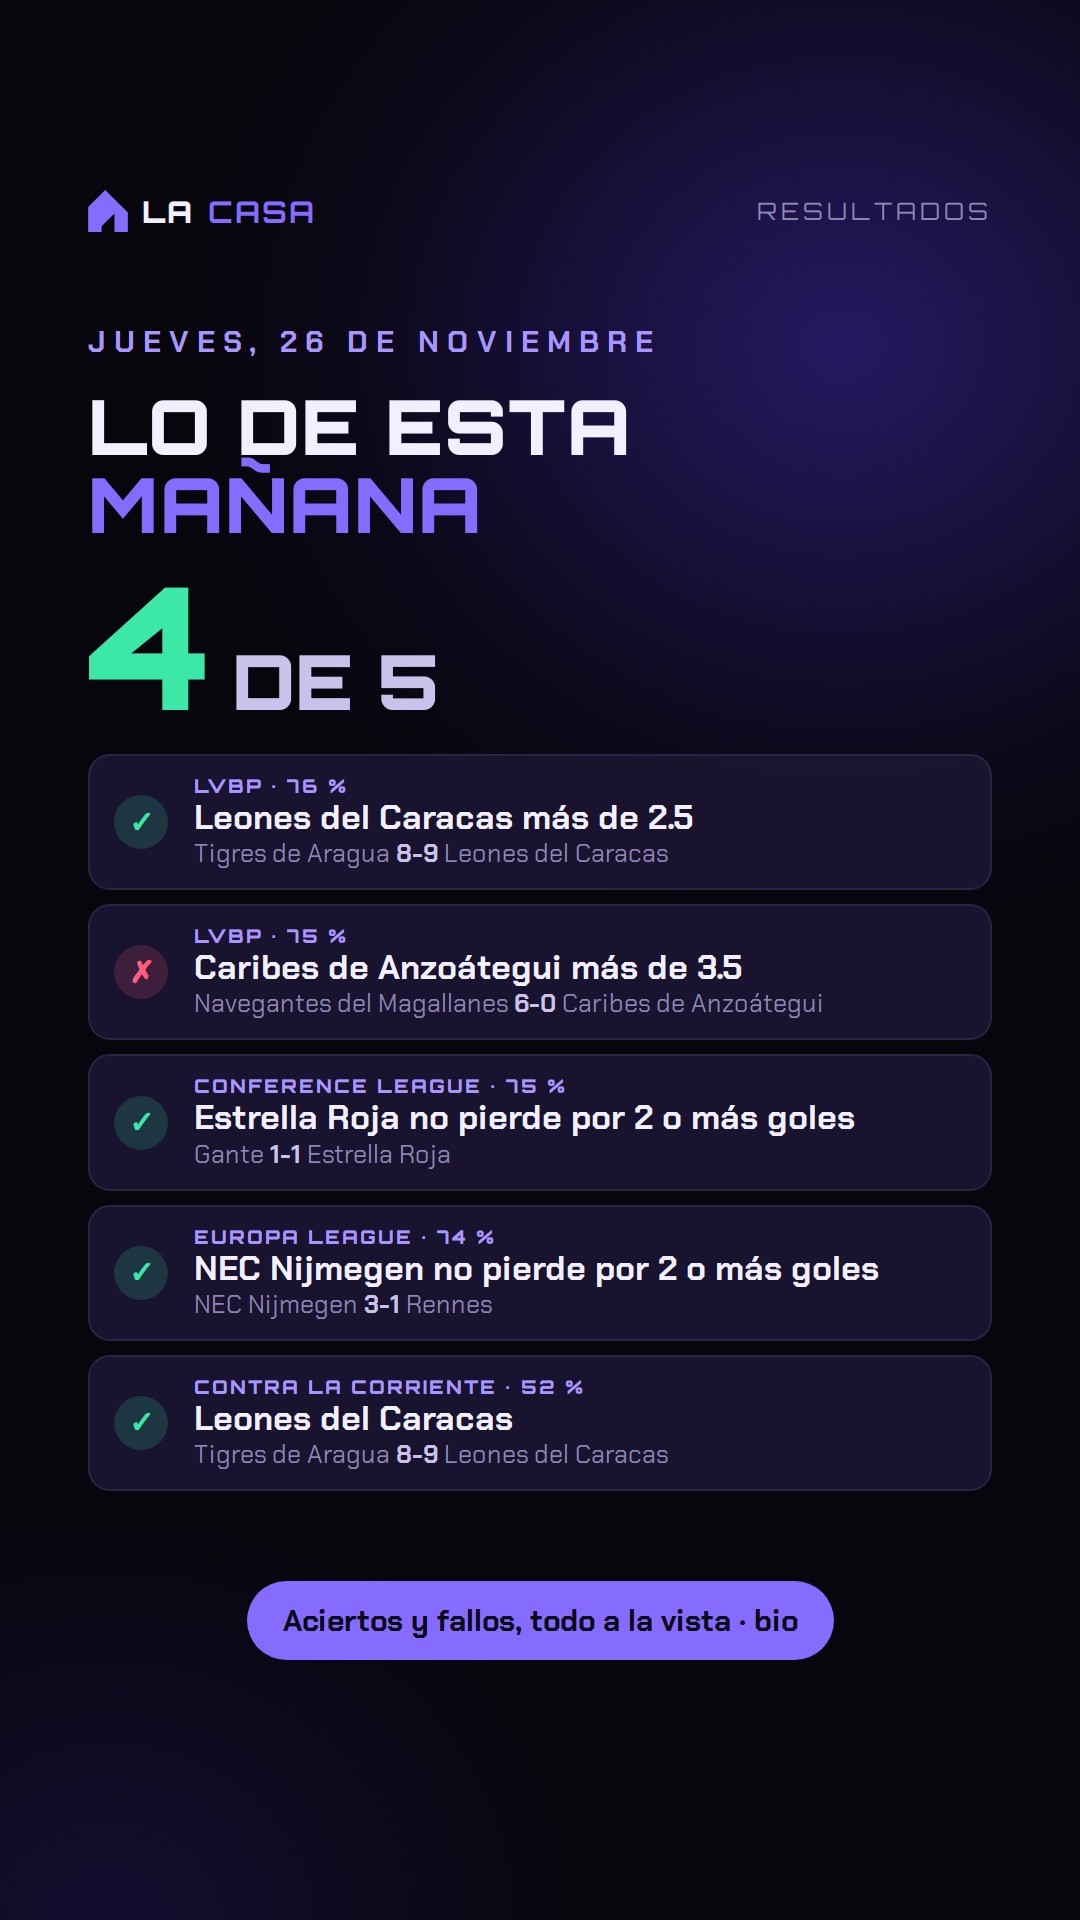 LA CASA
RESULTADOS
JUEVES, 26 DE NOVIEMBRE
LO DE ESTA
MAÑANA
4 DE 5
LVBP · 76 %
✓ Leones del Caracas más de 2.5
Tigres de Aragua 8-9 Leones del Caracas
LVBP · 75 %
✗ Caribes de Anzoátegui más de 3.5
Navegantes del Magallanes 6-0 Caribes de Anzoátegui
CONFERENCE LEAGUE · 75 %
✓ Estrella Roja no pierde por 2 o más goles
Gante 1-1 Estrella Roja
EUROPA LEAGUE · 74 %
✓ NEC Nijmegen no pierde por 2 o más goles
NEC Nijmegen 3-1 Rennes
CONTRA LA CORRIENTE · 52 %
✓ Leones del Caracas
Tigres de Aragua 8-9 Leones del Caracas
Aciertos y fallos, todo a la vista · bio